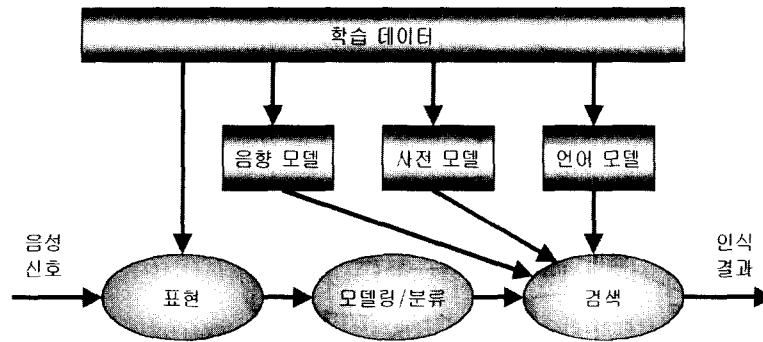 학습 데이터
음향 모델
사전 모델
언어 모델
음성
신호
표현
모델링/분류
검색
인식
결과